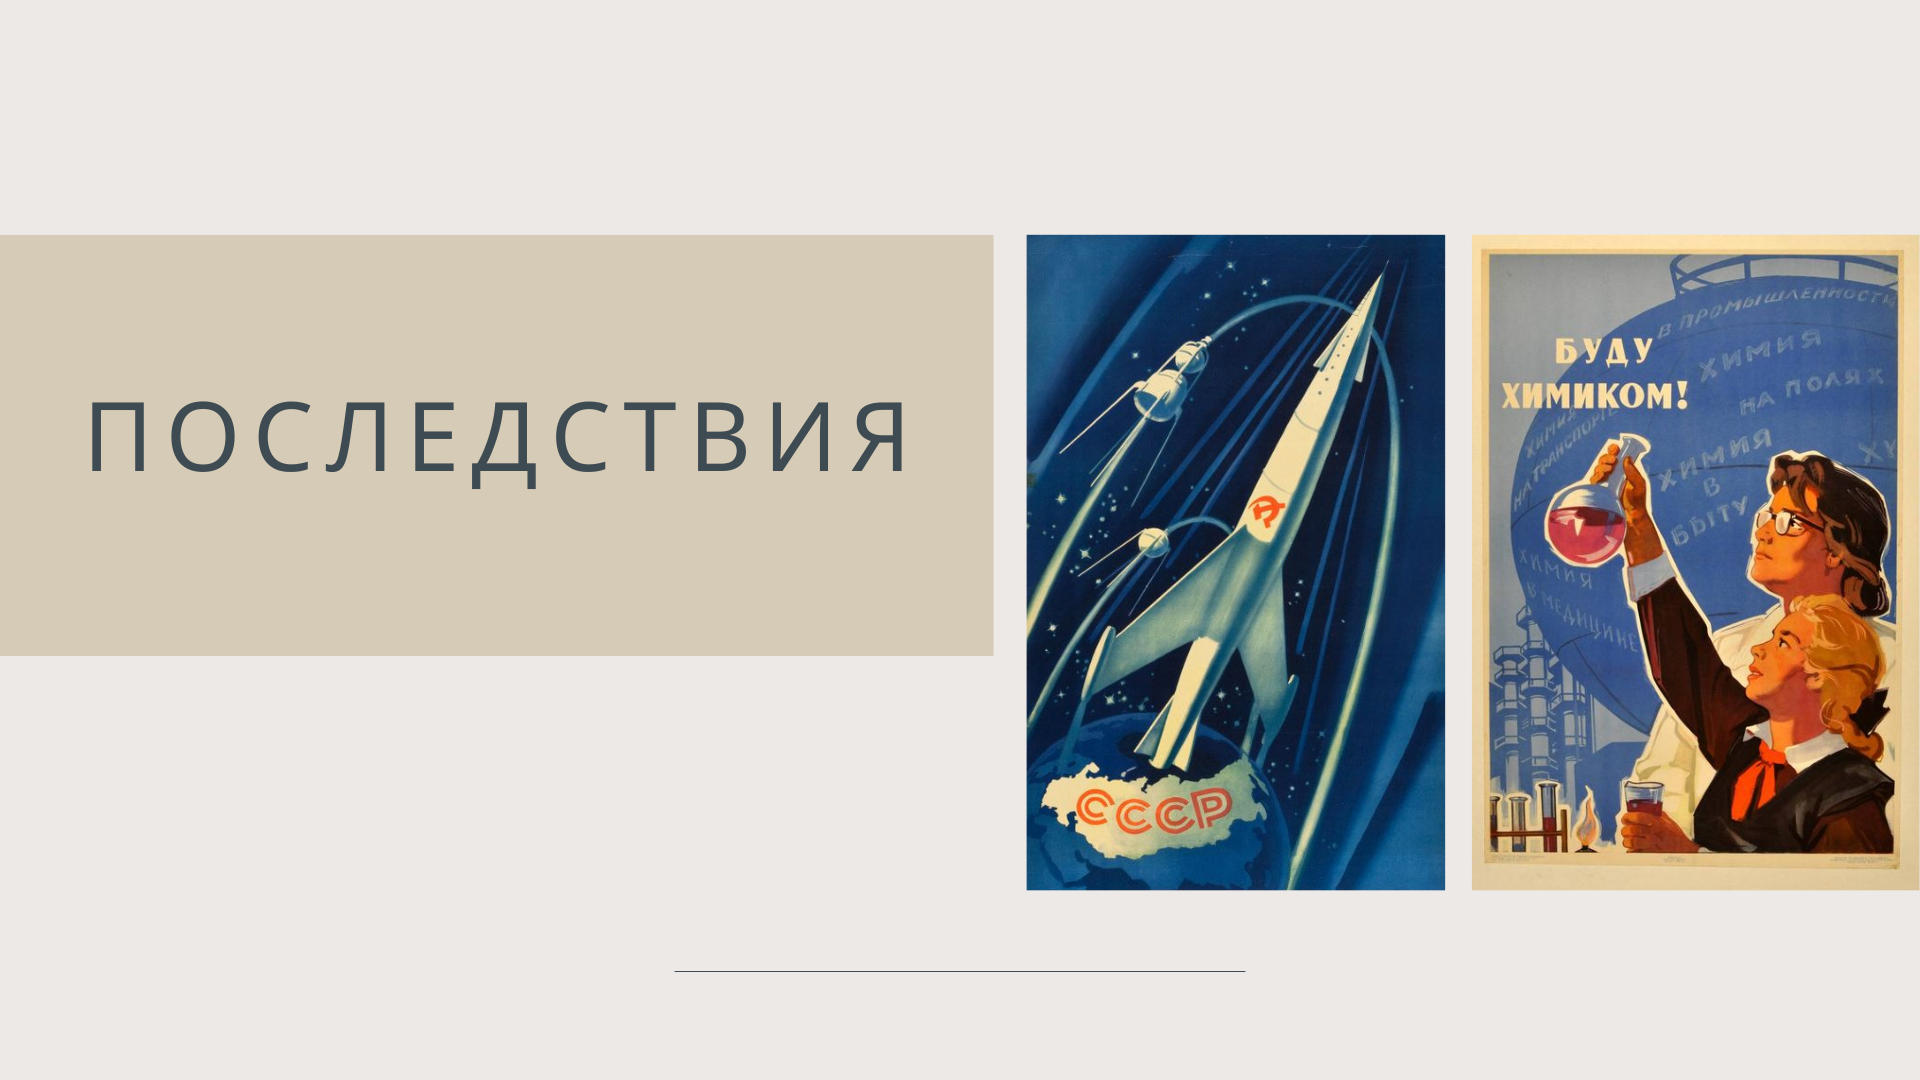 ПОСЛЕДСТВИЯ
СССР
БУДУ
ХИМИКОМ!
В ПРОМЫШЛЕННОСТИ
ХИМИЯ
НА ПОЛЯХ
ХИМИЯ
НА ТРАНСПОРТЕ
ХИМИЯ
В
БЫТУ
ХИМИЯ
В МЕДИЦИНЕ